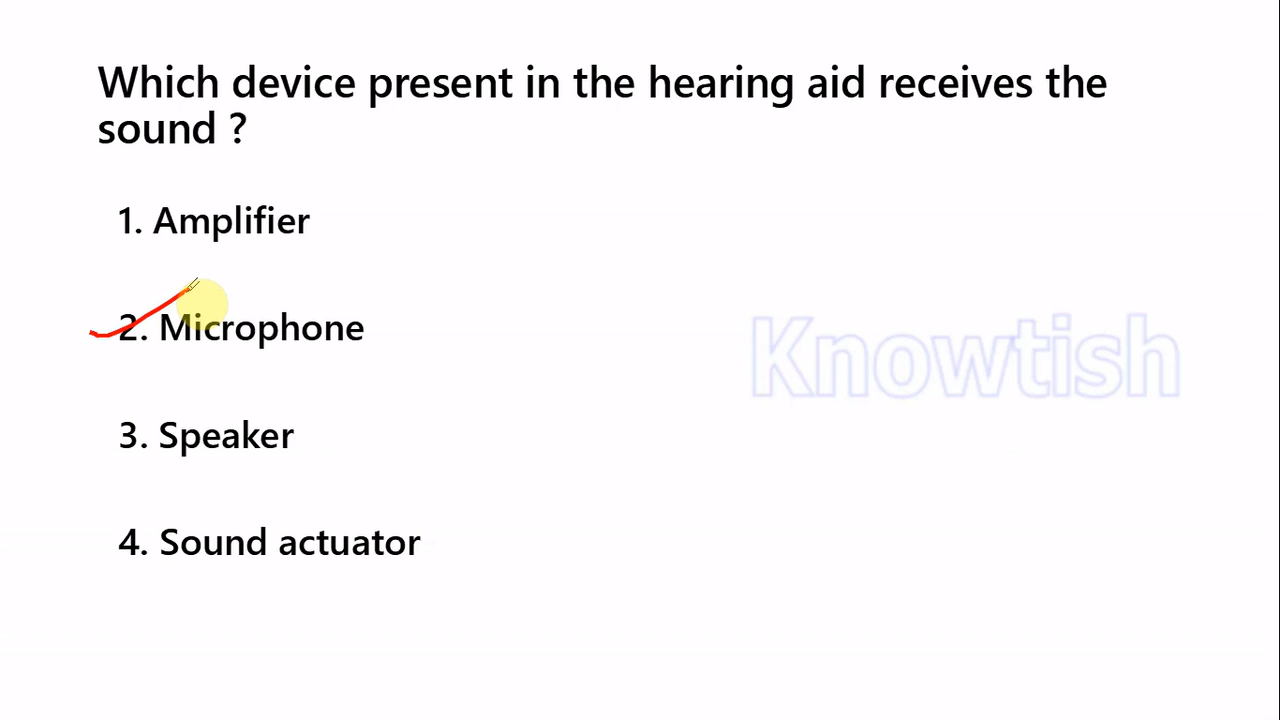 Which device present in the hearing aid receives the
sound ?
1. Amplifier
2. Microphone
Knowtish
3. Speaker
4. Sound actuator